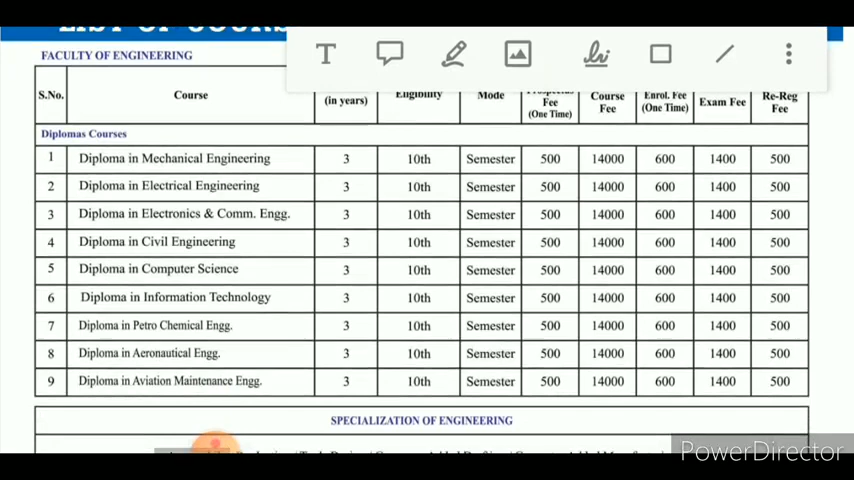 FACULTY OF ENGINEERING
S.No. Course (in years) Eligibility Mode Prospectus Fee (One Time) Course Fee Enrol. Fee (One Time) Exam Fee Re-Reg Fee
Diplomas Courses
1 Diploma in Mechanical Engineering 3 10th Semester 500 14000 600 1400 500
2 Diploma in Electrical Engineering 3 10th Semester 500 14000 600 1400 500
3 Diploma in Electronics & Comm. Engg. 3 10th Semester 500 14000 600 1400 500
4 Diploma in Civil Engineering 3 10th Semester 500 14000 600 1400 500
5 Diploma in Computer Science 3 10th Semester 500 14000 600 1400 500
6 Diploma in Information Technology 3 10th Semester 500 14000 600 1400 500
7 Diploma in Petro Chemical Engg. 3 10th Semester 500 14000 600 1400 500
8 Diploma in Aeronautical Engg. 3 10th Semester 500 14000 600 1400 500
9 Diploma in Aviation Maintenance Engg. 3 10th Semester 500 14000 600 1400 500
SPECIALIZATION OF ENGINEERING
PowerDirector